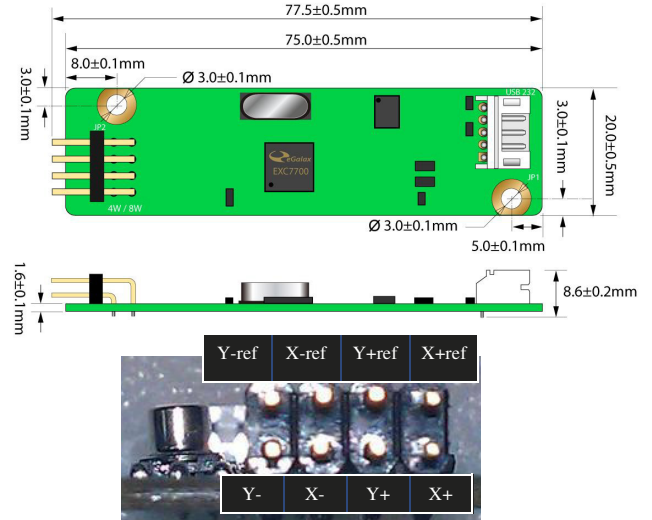 77.5±0.5mm
75.0±0.5mm
8.0±0.1mm
Ø 3.0±0.1mm
3.0±0.1mm
USB 232
JP2
eGalax
EXC7700
4W / 8W
JP1
3.0±0.1mm
20.0±0.5mm
Ø 3.0±0.1mm
5.0±0.1mm
1.6±0.1mm
8.6±0.2mm
Y-ref X-ref Y+ref X+ref
Y- X- Y+ X+